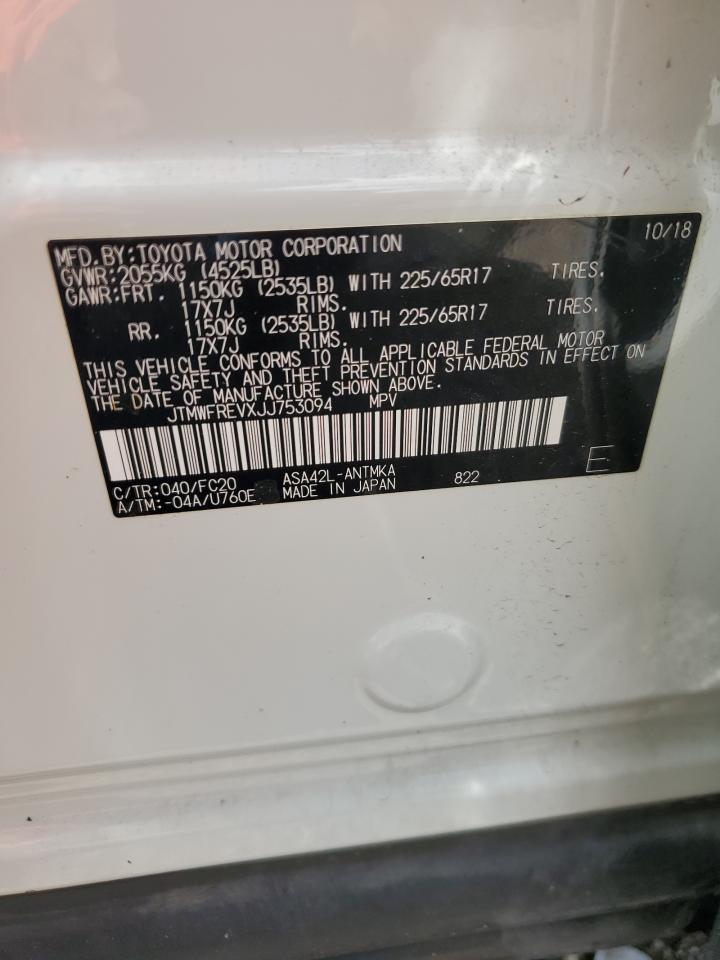 MFD.BY:TOYOTA MOTOR CORPORATION 10/18
GVWR:2055KG (4525LB)
GAWR:FRT. 1150KG (2535LB) WITH 225/65R17 TIRES.
17X7J RIMS.
RR. 1150KG (2535LB) WITH 225/65R17 TIRES.
17X7J RIMS.
THIS VEHICLE CONFORMS TO ALL APPLICABLE FEDERAL MOTOR
VEHICLE SAFETY AND THEFT PREVENTION STANDARDS IN EFFECT ON
THE DATE OF MANUFACTURE SHOWN ABOVE.
JTMWFREVXJJ753094 MPV
C/TR:040/FC20 ASA42L-ANTMKA 822 E
A/TM:-04A/U760E MADE IN JAPAN